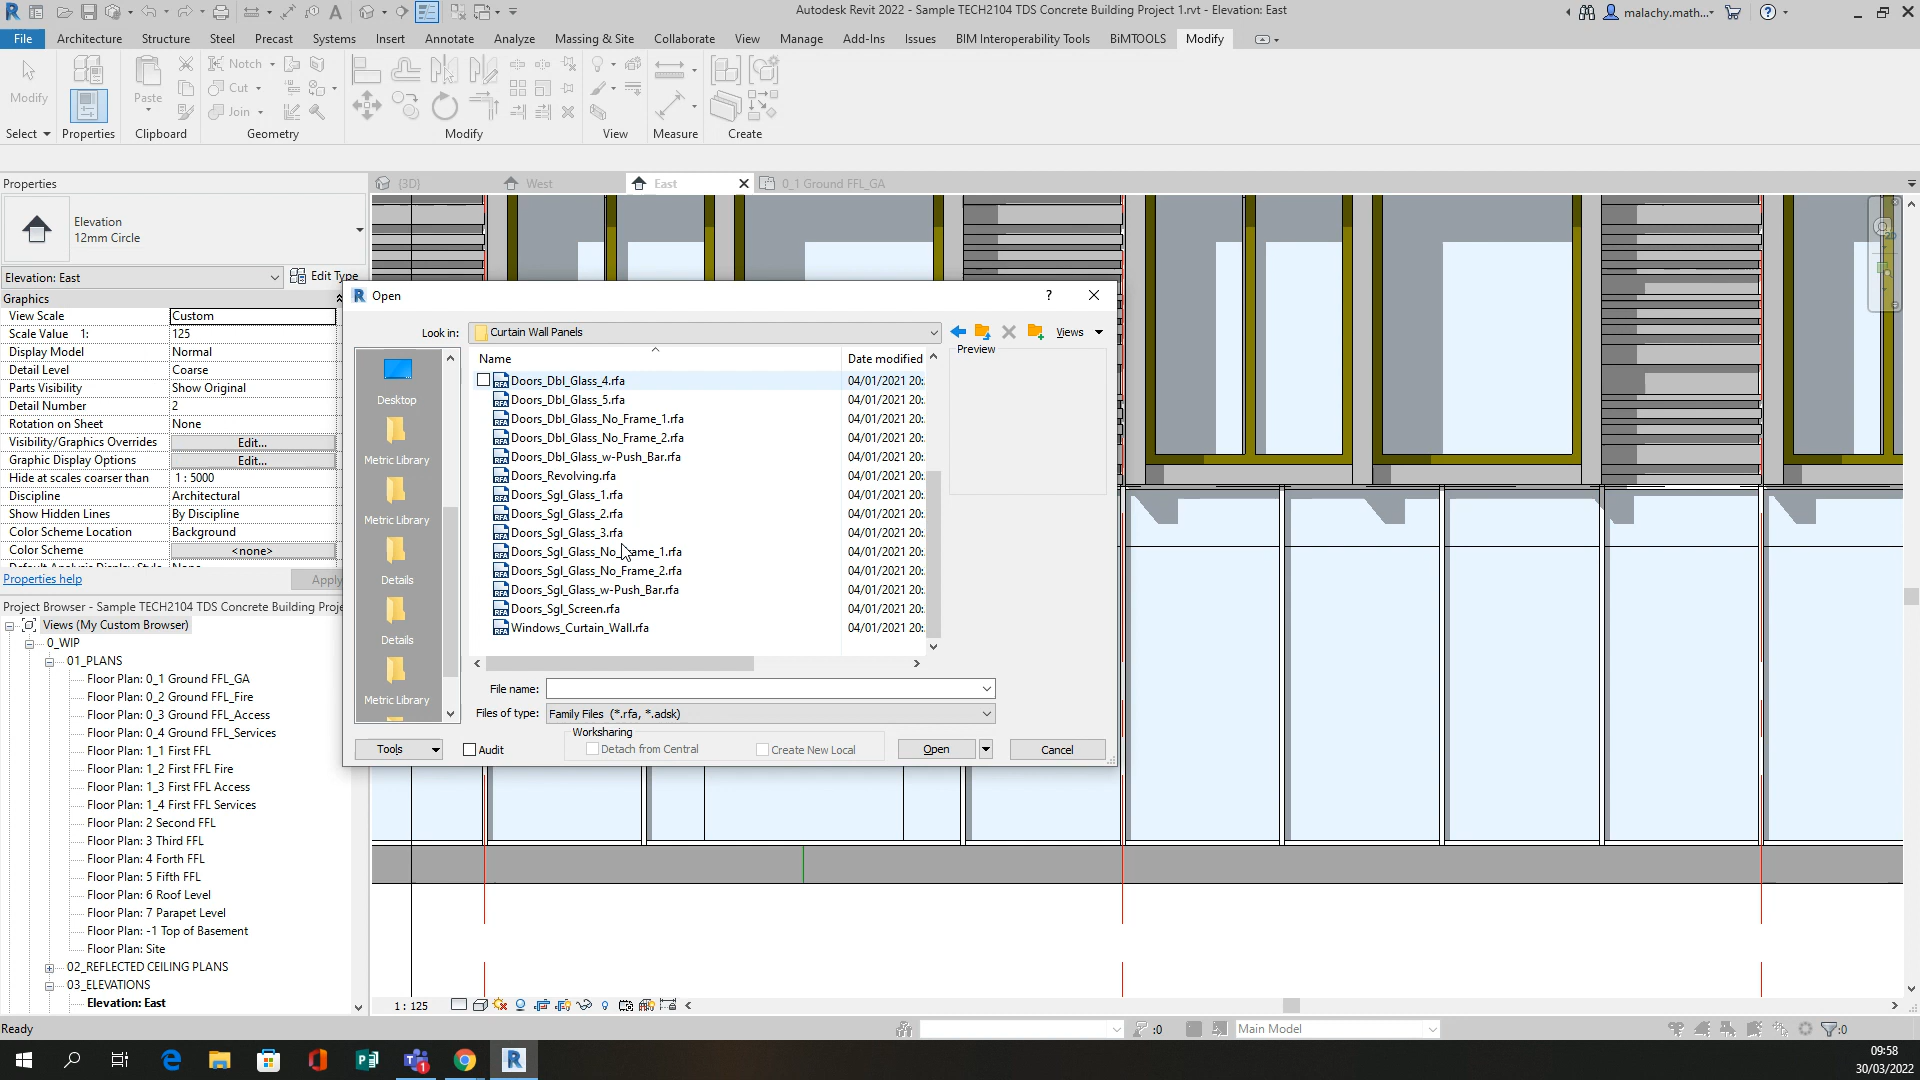 Autodesk Revit 2022 - Sample TECH2104 TDS Concrete Building Project 1.rvt - Elevation: East
malachy.math...
File Architecture Structure Steel Precast Systems Insert Annotate Analyze Massing & Site Collaborate View Manage Add-Ins Issues BIM Interoperability Tools BiMTOOLS Modify
Modify
Paste
Notch
Cut
Join
Select Properties Clipboard Geometry Modify View Measure Create
Properties
{3D} West East 0_1 Ground FFL_GA
Elevation
12mm Circle
Elevation: East Edit Type
Graphics
View Scale Custom
Scale Value 1: 125
Display Model Normal
Detail Level Coarse
Parts Visibility Show Original
Detail Number 2
Rotation on Sheet None
Visibility/Graphics Overrides Edit...
Graphic Display Options Edit...
Hide at scales coarser than 1 : 5000
Discipline Architectural
Show Hidden Lines By Discipline
Color Scheme Location Background
Color Scheme <none>
Default Analysis Display Style None
Properties help Apply
Project Browser - Sample TECH2104 TDS Concrete Building Proje
Views (My Custom Browser)
0_WIP
01_PLANS
Floor Plan: 0_1 Ground FFL_GA
Floor Plan: 0_2 Ground FFL_Fire
Floor Plan: 0_3 Ground FFL_Access
Floor Plan: 0_4 Ground FFL_Services
Floor Plan: 1_1 First FFL
Floor Plan: 1_2 First FFL Fire
Floor Plan: 1_3 First FFL Access
Floor Plan: 1_4 First FFL Services
Floor Plan: 2 Second FFL
Floor Plan: 3 Third FFL
Floor Plan: 4 Forth FFL
Floor Plan: 5 Fifth FFL
Floor Plan: 6 Roof Level
Floor Plan: 7 Parapet Level
Floor Plan: -1 Top of Basement
Floor Plan: Site
02_REFLECTED CEILING PLANS
03_ELEVATIONS
Elevation: East
Open
Look in: Curtain Wall Panels Views
Preview
Desktop
Metric Library
Metric Library
Details
Details
Metric Library
Name Date modified
Doors_Dbl_Glass_4.rfa 04/01/2021 20:
Doors_Dbl_Glass_5.rfa 04/01/2021 20:
Doors_Dbl_Glass_No_Frame_1.rfa 04/01/2021 20:
Doors_Dbl_Glass_No_Frame_2.rfa 04/01/2021 20:
Doors_Dbl_Glass_w-Push_Bar.rfa 04/01/2021 20:
Doors_Revolving.rfa 04/01/2021 20:
Doors_Sgl_Glass_1.rfa 04/01/2021 20:
Doors_Sgl_Glass_2.rfa 04/01/2021 20:
Doors_Sgl_Glass_3.rfa 04/01/2021 20:
Doors_Sgl_Glass_No_Frame_1.rfa 04/01/2021 20:
Doors_Sgl_Glass_No_Frame_2.rfa 04/01/2021 20:
Doors_Sgl_Glass_w-Push_Bar.rfa 04/01/2021 20:
Doors_Sgl_Screen.rfa 04/01/2021 20:
Windows_Curtain_Wall.rfa 04/01/2021 20:
File name:
Files of type: Family Files (*.rfa, *.adsk)
Worksharing
Tools Audit Detach from Central Create New Local Open Cancel
1 : 125
Ready :0 Main Model :0
09:58
30/03/2022